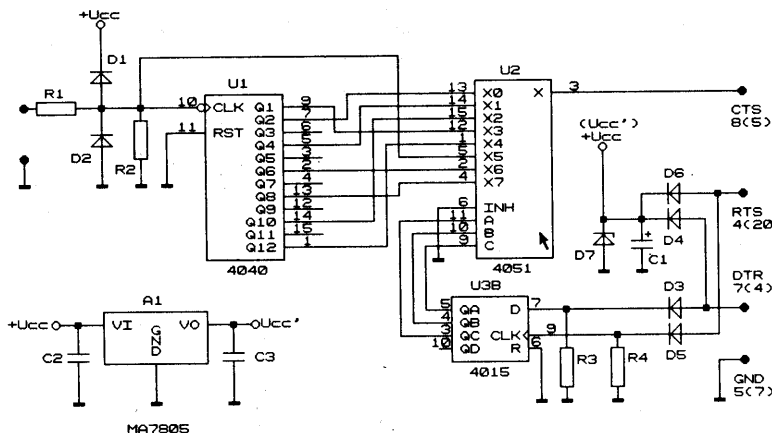 +Ucc
D1
R1
D2
R2
U1
10
CLK
11
RST
Q1
Q2
Q3
Q4
Q5
Q6
Q7
Q8
Q9
Q10
Q11
Q12
9
7
6
5
3
2
4
13
12
14
15
1
4040
U2
13
14
15
12
1
5
2
4
X0
X1
X2
X3
X4
X5
X6
X7
6
INH
11
A
10
B
9
C
X
3
4051
CTS
8(5)
(Ucc')
+Ucc
D6
D4
D7
+
C1
RTS
4(20
DTR
7(4)
D3
D5
U3B
5
QA
4
QB
3
QC
10
QD
D
7
CLK
9
R
6
4015
R3
R4
GND
5(7)
A1
+Ucc
VI
GND
VO
Ucc'
C2
C3
MA7805